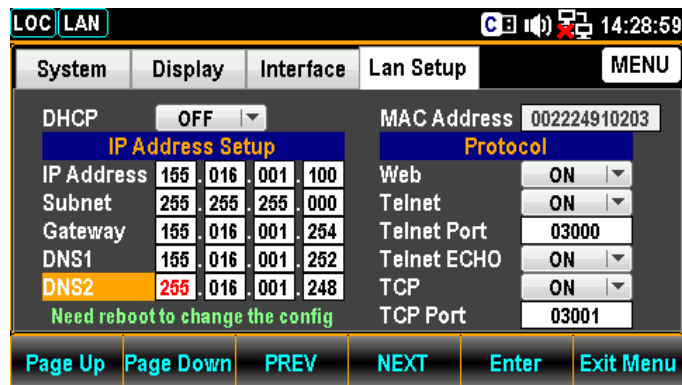 LOC LAN C 14:28:59
System Display Interface Lan Setup MENU
DHCP OFF
IP Address Setup
IP Address 155 . 016 . 001 . 100
Subnet 255 . 255 . 255 . 000
Gateway 155 . 016 . 001 . 254
DNS1 155 . 016 . 001 . 252
DNS2 255 . 016 . 001 . 248
Need reboot to change the config
MAC Address 002224910203
Protocol
Web ON
Telnet ON
Telnet Port 03000
Telnet ECHO ON
TCP ON
TCP Port 03001
Page Up Page Down PREV NEXT Enter Exit Menu